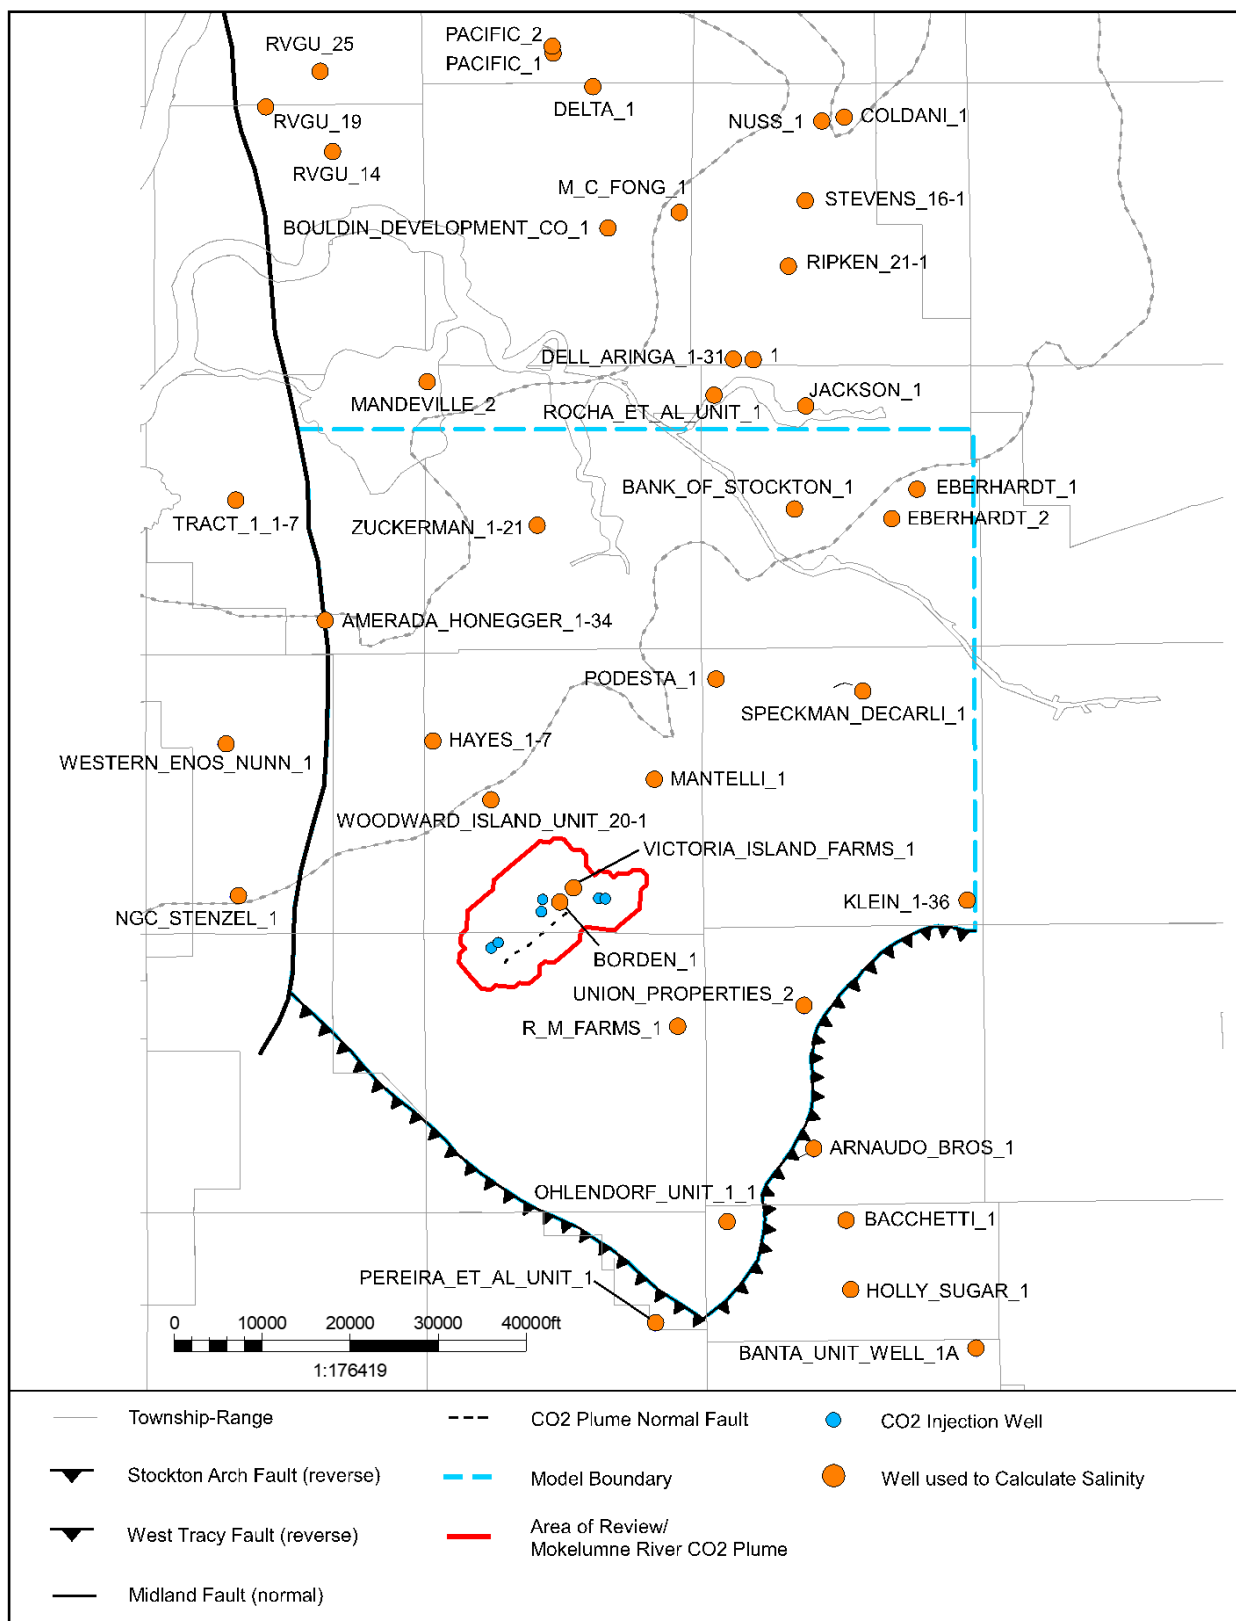 PACIFIC_2
RVGU_25
PACIFIC_1
DELTA_1
COLDANI_1
RVGU_19
NUSS_1
RVGU_14
M_C_FONG_1
STEVENS_16-1
BOULDIN_DEVELOPMENT_CO_1
RIPKEN_21-1
DELL_ARINGA_1-31
1
JACKSON_1
MANDEVILLE_2
ROCHA_ET_AL_UNIT_1
BANK_OF_STOCKTON_1
EBERHARDT_1
TRACT_1_1-7
ZUCKERMAN_1-21
EBERHARDT_2
AMERADA_HONEGGER_1-34
PODESTA_1
SPECKMAN_DECARLI_1
HAYES_1-7
WESTERN_ENOS_NUNN_1
MANTELLI_1
WOODWARD_ISLAND_UNIT_20-1
VICTORIA_ISLAND_FARMS_1
KLEIN_1-36
NGC_STENZEL_1
BORDEN_1
UNION_PROPERTIES_2
R_M_FARMS_1
ARNAUDO_BROS_1
OHLENDORF_UNIT_1_1
BACCHETTI_1
PEREIRA_ET_AL_UNIT_1
HOLLY_SUGAR_1
0 10000 20000 30000 40000ft
BANTA_UNIT_WELL_1A
1:176419
Township-Range
CO2 Plume Normal Fault
CO2 Injection Well
Stockton Arch Fault (reverse)
Model Boundary
Well used to Calculate Salinity
West Tracy Fault (reverse)
Area of Review/
Mokelumne River CO2 Plume
Midland Fault (normal)